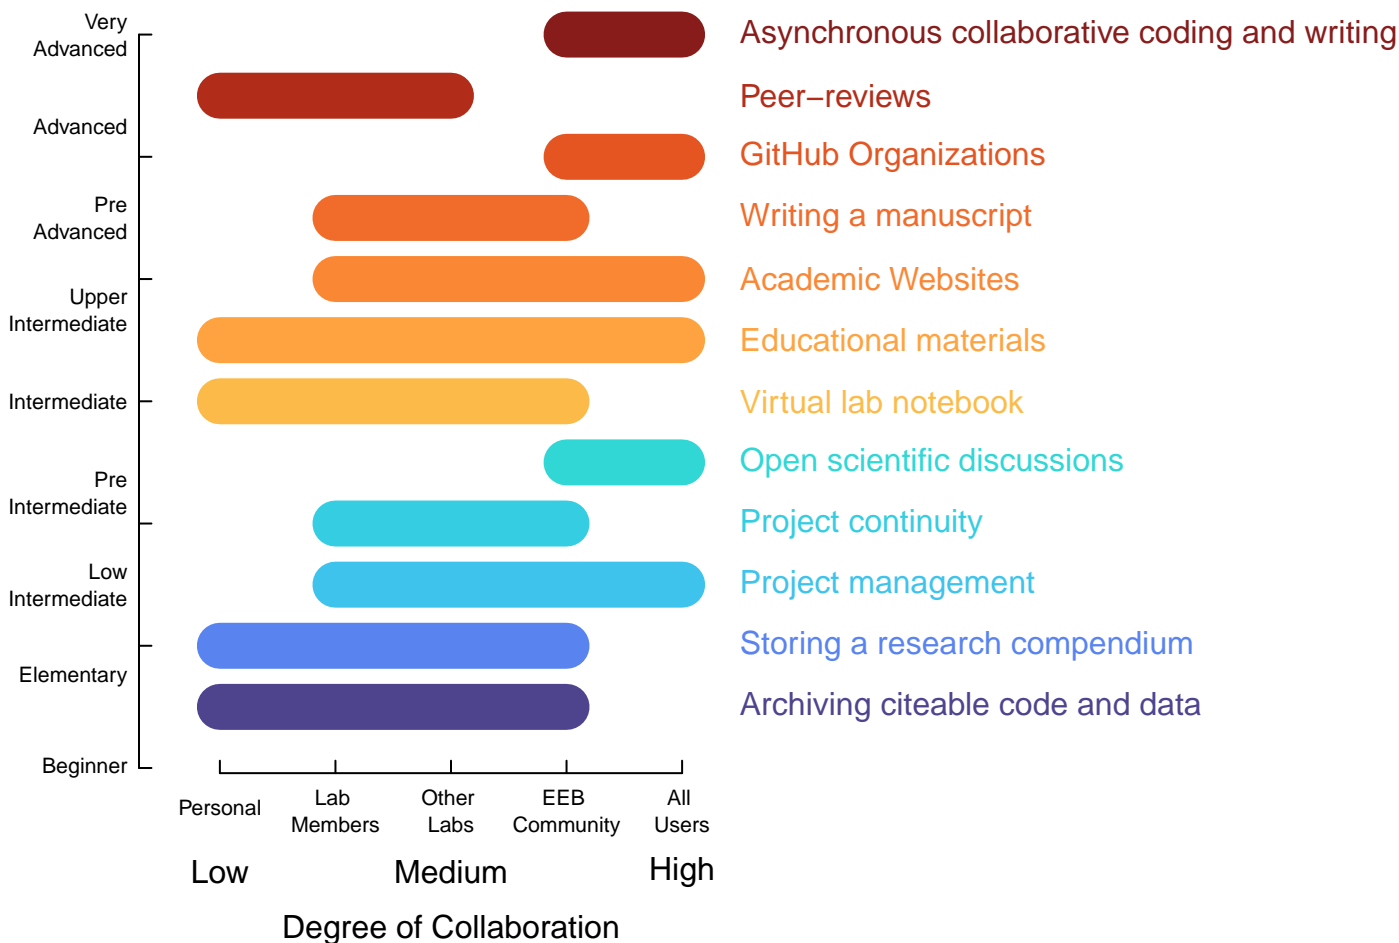 Very
Advanced
Advanced
Pre
Advanced
Upper
Intermediate
Intermediate
Pre
Intermediate
Low
Intermediate
Elementary
Beginner
Asynchronous collaborative coding and writing
Peer−reviews
GitHub Organizations
Writing a manuscript
Academic Websites
Educational materials
Virtual lab notebook
Open scientific discussions
Project continuity
Project management
Storing a research compendium
Archiving citeable code and data
Personal
Lab
Members
Other
Labs
EEB
Community
All
Users
Low
Medium
High
Degree of Collaboration